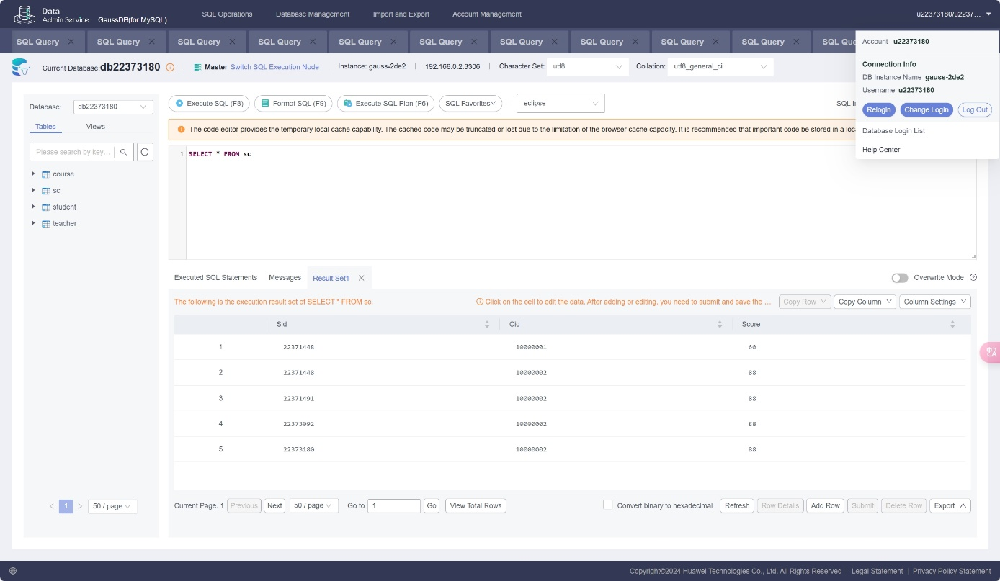 Data
Admin Service
GaussDB(for MySQL)
SQL Operations
Database Management
Import and Export
Account Management
u22373180/u2237...
SQL Query
SQL Query
SQL Query
SQL Query
SQL Query
SQL Query
SQL Query
SQL Query
SQL Query
SQL Query
SQL Que
Account u22373180
Connection Info
DB Instance Name gauss-2de2
Username u22373180
Relogin
Change Login
Log Out
Database Login List
Help Center
Current Database:db22373180
Master Switch SQL Execution Node
Instance: gauss-2de2
192.168.0.2:3306
Character Set: utf8
Collation: utf8_general_ci
Database: db22373180
Tables
Views
Please search by key...
course
sc
student
teacher
1
50 / page
Execute SQL (F8)
Format SQL (F9)
Execute SQL Plan (F6)
SQL Favorites
eclipse
SQL I
The code editor provides the temporary local cache capability. The cached code may be truncated or lost due to the limitation of the browser cache capacity. It is recommended that important code be stored in a loca
1 SELECT * FROM sc
Executed SQL Statements
Messages
Result Set1
Overwrite Mode
The following is the execution result set of SELECT * FROM sc.
Click on the cell to edit the data. After adding or editing, you need to submit and save the ...
Copy Row
Copy Column
Column Settings
Sid Cid Score
1 22371448 10000001 60
2 22371448 10000002 88
3 22371491 10000002 88
4 22373092 10000002 88
5 22373180 10000002 88
Current Page: 1
Previous
Next
50 / page
Go to 1
Go
View Total Rows
Convert binary to hexadecimal
Refresh
Row Details
Add Row
Submit
Delete Row
Export
Copyright©2024 Huawei Technologies Co., Ltd. All Rights Reserved
Legal Statement
Privacy Policy Statement
中
A